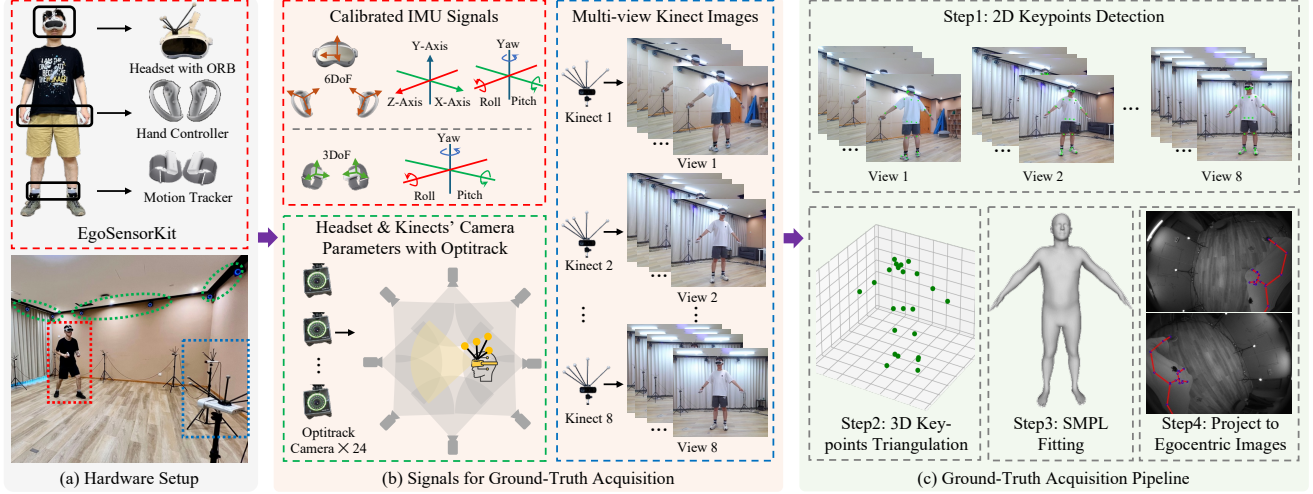 Headset with ORB
Hand Controller
Motion Tracker
EgoSensorKit
(a) Hardware Setup
Calibrated IMU Signals
6DoF
Y-Axis
Z-Axis
X-Axis
Yaw
Roll
Pitch
3DoF
Yaw
Roll
Pitch
Headset & Kinects' Camera
Parameters with Optitrack
...
Optitrack
Camera × 24
Multi-view Kinect Images
Kinect 1
...
View 1
Kinect 2
...
View 2
...
...
Kinect 8
...
View 8
(b) Signals for Ground-Truth Acquisition
Step1: 2D Keypoints Detection
...
View 1
...
View 2
...
...
View 8
Step2: 3D Key-
points Triangulation
Step3: SMPL
Fitting
Step4: Project to
Egocentric Images
(c) Ground-Truth Acquisition Pipeline